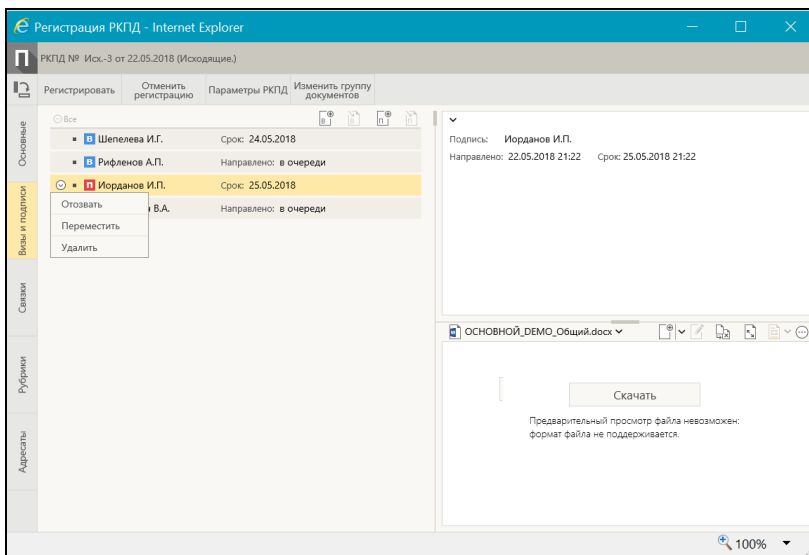 Регистрация РКПД - Internet Explorer
П
РКПД № Исх.-3 от 22.05.2018 (Исходящие,)
Регистрировать
Отменить
регистрацию
Параметры РКПД
Изменить группу
документов
Основные
Визы и подписи
Связки
Рубрики
Адресаты
Все
В Шепелева И.Г. Срок: 24.05.2018
В Рифленов А.П. Направлено: в очереди
П Иорданов И.П. Срок: 25.05.2018
В.А. Направлено: в очереди
Отозвать
Переместить
Удалить
Подпись: Иорданов И.П.
Направлено: 22.05.2018 21:22 Срок: 25.05.2018 21:22
ОСНОВНОЙ_DEMO_Общий.docx
Скачать
Предварительный просмотр файла невозможен:
формат файла не поддерживается.
100%